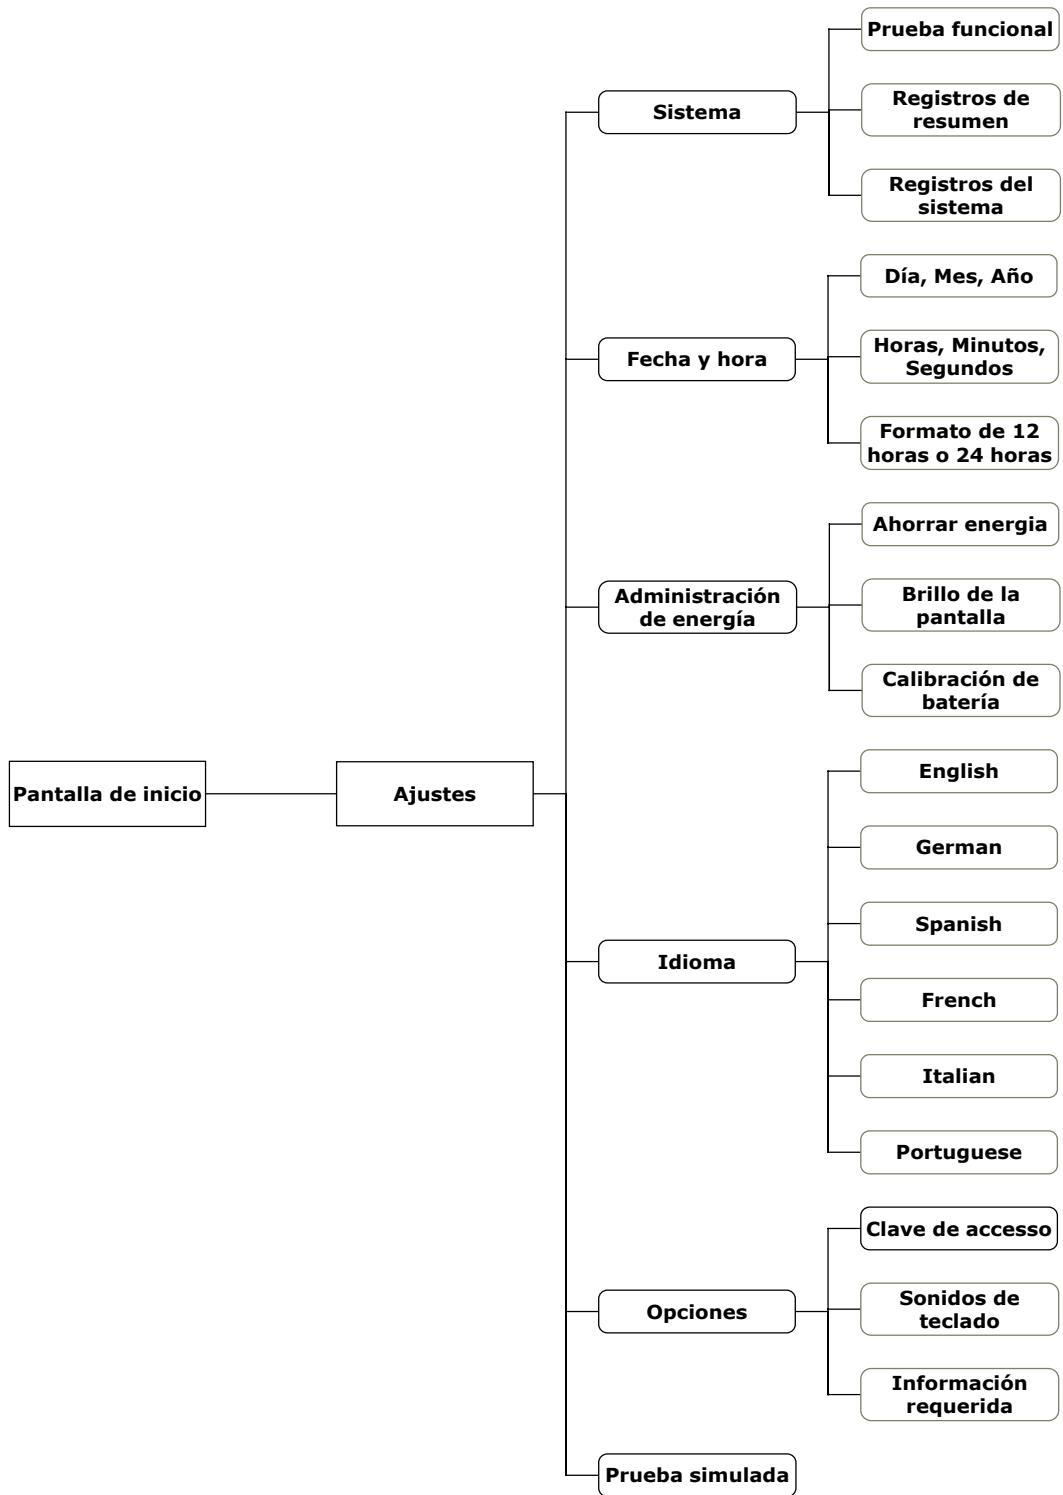 Prueba funcional
Sistema
Registros de
resumen
Registros del
sistema
Día, Mes, Año
Fecha y hora
Horas, Minutos,
Segundos
Formato de 12
horas o 24 horas
Ahorrar energia
Administración
de energía
Brillo de la
pantalla
Calibración de
batería
Pantalla de inicio
Ajustes
English
German
Spanish
Idioma
French
Italian
Portuguese
Clave de accesso
Opciones
Sonidos de
teclado
Información
requerida
Prueba simulada